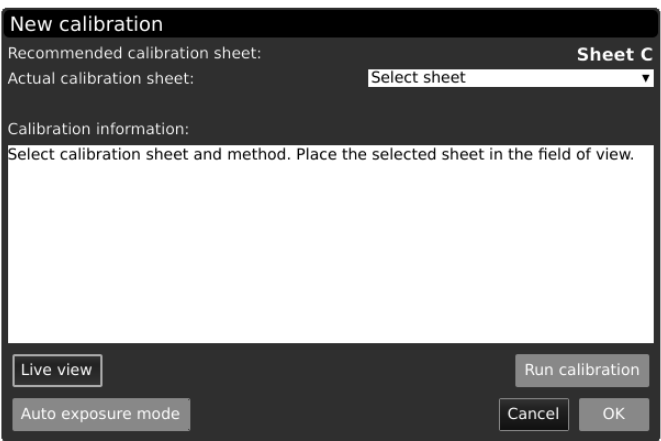 New calibration
Recommended calibration sheet: Sheet C
Actual calibration sheet: Select sheet
Calibration information:
Select calibration sheet and method. Place the selected sheet in the field of view.
Live view Run calibration
Auto exposure mode Cancel OK